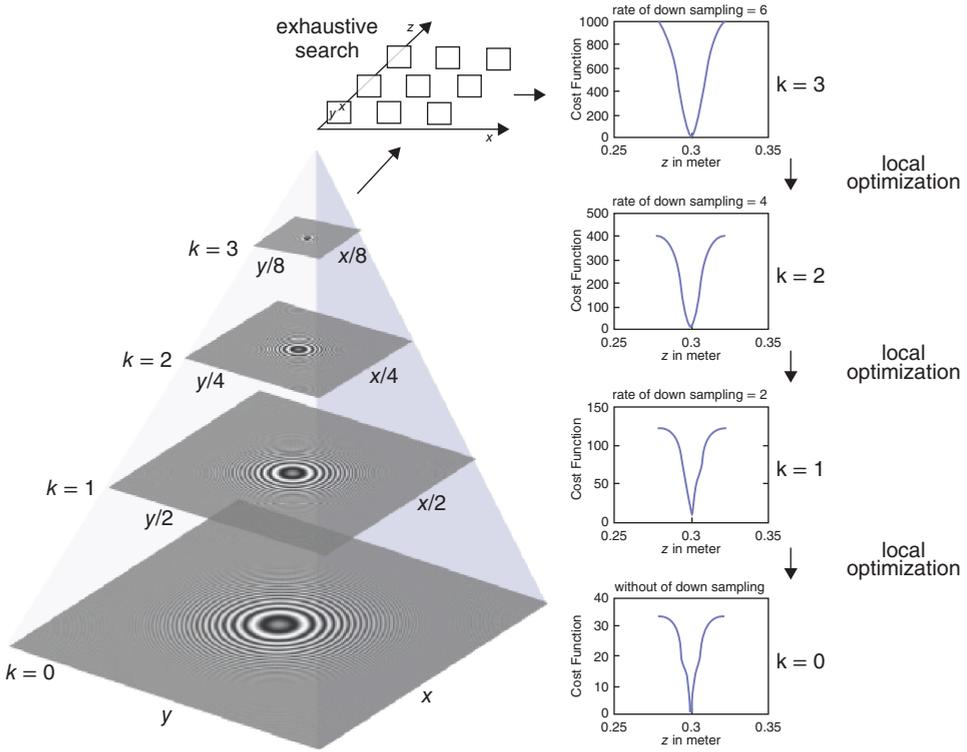 exhaustive
search
z
y
x
x
k = 3
y/8
x/8
k = 2
y/4
x/4
k = 1
y/2
x/2
k = 0
y
x
rate of down sampling = 6
Cost Function
1000
800
600
400
200
0
0.25
0.3
0.35
z in meter
k = 3
local
optimization
rate of down sampling = 4
Cost Function
500
400
300
200
100
0
0.25
0.3
0.35
z in meter
k = 2
local
optimization
rate of down sampling = 2
Cost Function
150
100
50
0
0.25
0.3
0.35
z in meter
k = 1
local
optimization
without of down sampling
Cost Function
40
30
20
10
0
0.25
0.3
0.35
z in meter
k = 0